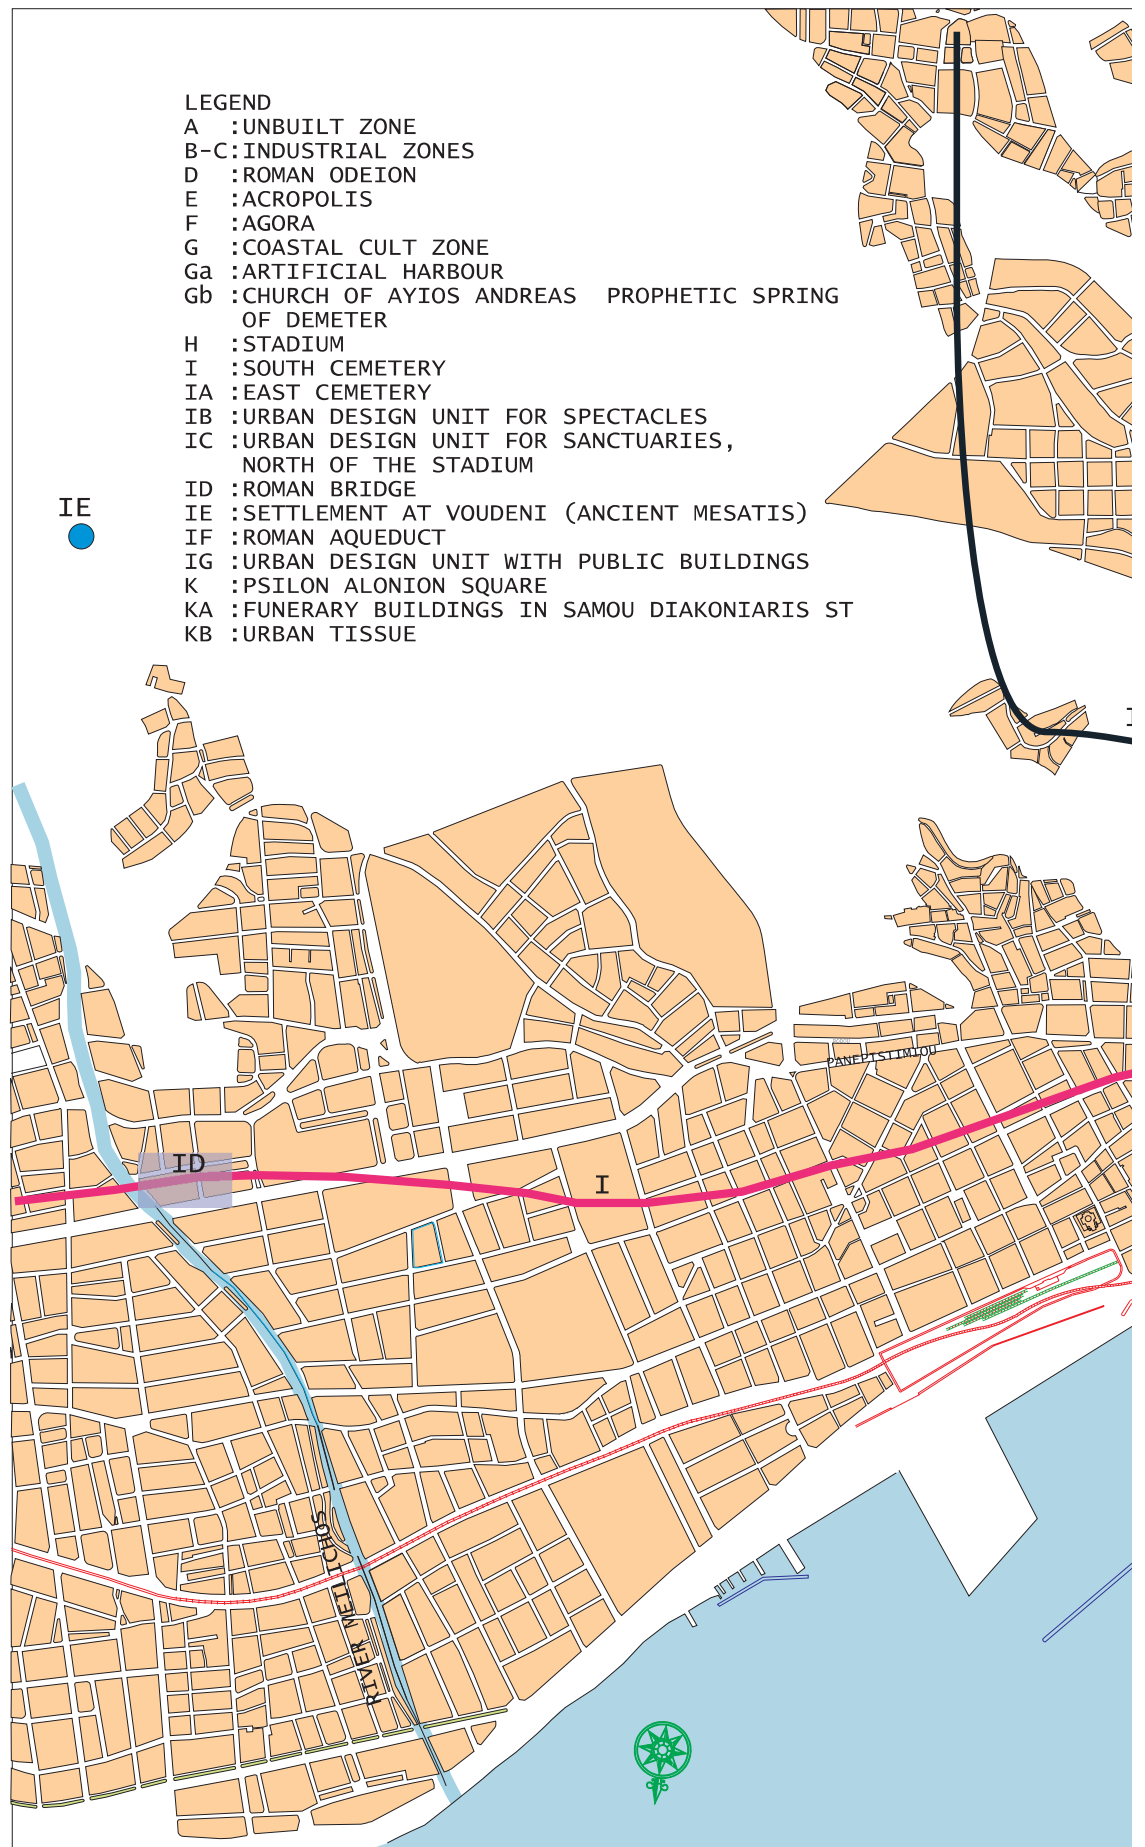 LEGEND
A :UNBUILT ZONE
B-C:INDUSTRIAL ZONES
D :ROMAN ODEION
E :ACROPOLIS
F :AGORA
G :COASTAL CULT ZONE
Ga :ARTIFICIAL HARBOUR
Gb :CHURCH OF AYIOS ANDREAS PROPHETIC SPRING
OF DEMETER
H :STADIUM
I :SOUTH CEMETERY
IA :EAST CEMETERY
IB :URBAN DESIGN UNIT FOR SPECTACLES
IC :URBAN DESIGN UNIT FOR SANCTUARIES,
NORTH OF THE STADIUM
ID :ROMAN BRIDGE
IE :SETTLEMENT AT VOUDENI (ANCIENT MESATIS)
IF :ROMAN AQUEDUCT
IG :URBAN DESIGN UNIT WITH PUBLIC BUILDINGS
K :PSILON ALONION SQUARE
KA :FUNERARY BUILDINGS IN SAMOU DIAKONIARIS ST
KB :URBAN TISSUE
IE
PANEPISTIMIOU
ID
I
RIVER MEILICHOS